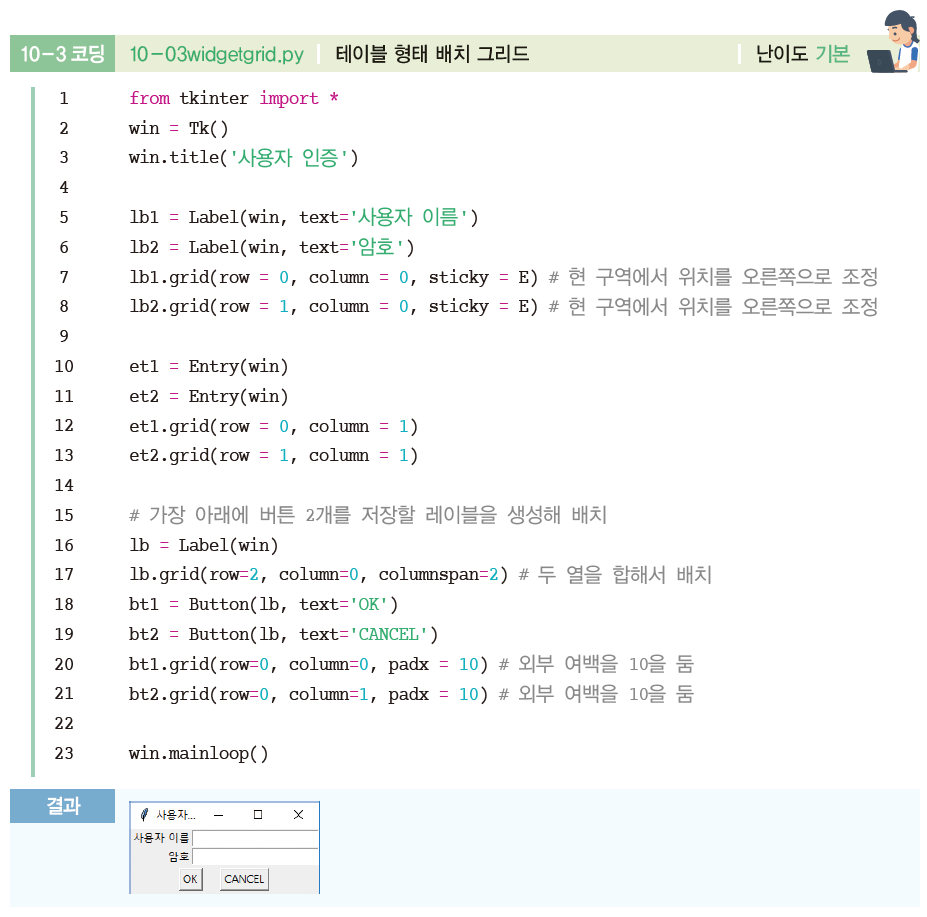 10-3 코딩 10-03widgetgrid.py 테이블 형태 배치 그리드 난이도 기본
1 from tkinter import *
2 win = Tk()
3 win.title('사용자 인증')
4
5 lb1 = Label(win, text='사용자 이름')
6 lb2 = Label(win, text='암호')
7 lb1.grid(row = 0, column = 0, sticky = E) # 현 구역에서 위치를 오른쪽으로 조정
8 lb2.grid(row = 1, column = 0, sticky = E) # 현 구역에서 위치를 오른쪽으로 조정
9
10 et1 = Entry(win)
11 et2 = Entry(win)
12 et1.grid(row = 0, column = 1)
13 et2.grid(row = 1, column = 1)
14
15 # 가장 아래에 버튼 2개를 저장할 레이블을 생성해 배치
16 lb = Label(win)
17 lb.grid(row=2, column=0, columnspan=2) # 두 열을 합해서 배치
18 bt1 = Button(lb, text='OK')
19 bt2 = Button(lb, text='CANCEL')
20 bt1.grid(row=0, column=0, padx = 10) # 외부 여백을 10을 둠
21 bt2.grid(row=0, column=1, padx = 10) # 외부 여백을 10을 둠
22
23 win.mainloop()
결과
사용자...
사용자 이름
암호
OK CANCEL